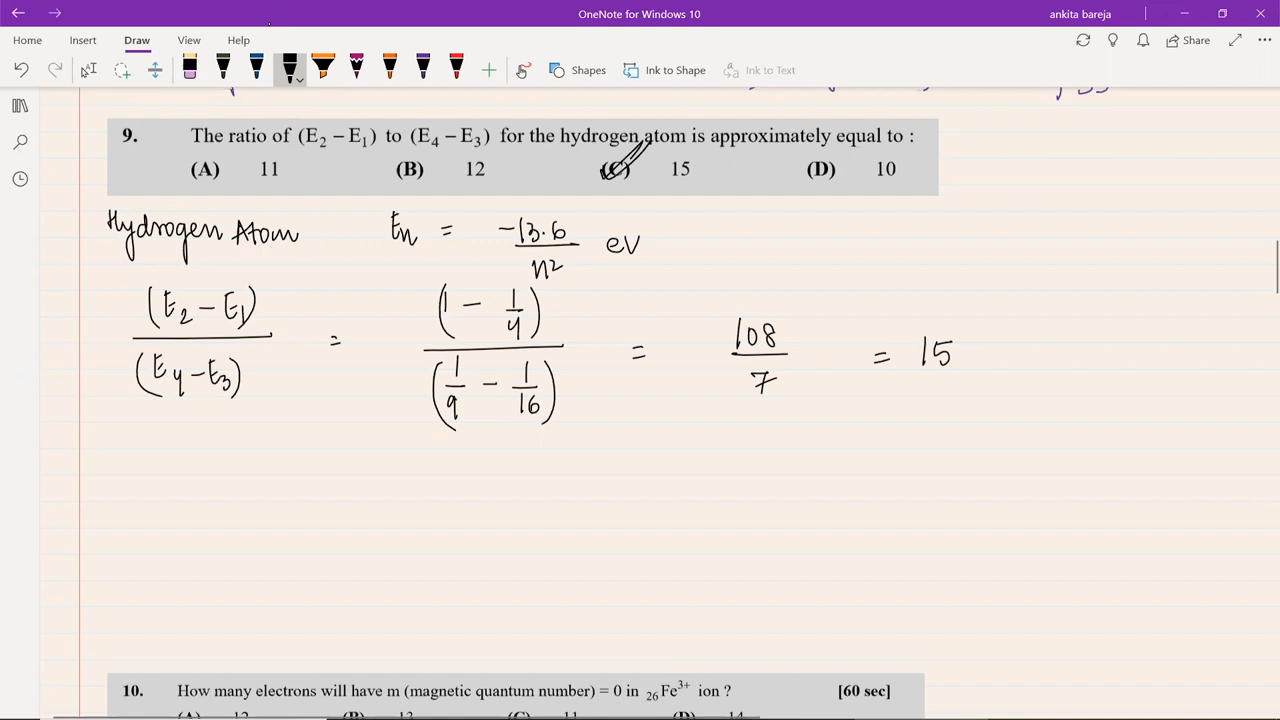 OneNote for Windows 10
ankita bareja
Home Insert Draw View Help
Share
Shapes Ink to Shape Ink to Text
9. The ratio of (E₂ – E₁) to (E₄ – E₃) for the hydrogen atom is approximately equal to :
(A) 11 (B) 12 (C) 15 (D) 10
Hydrogen Atom En = -13.6/n² eV
(E₂ - E₁)/(E₄ - E₃) = (1 - 1/4)/(1/9 - 1/16) = 108/7 = 15
10. How many electrons will have m (magnetic quantum number) = 0 in ₂₆Fe³⁺ ion ? [60 sec]
(A) 12 (B) 13 (C) 11 (D) 14